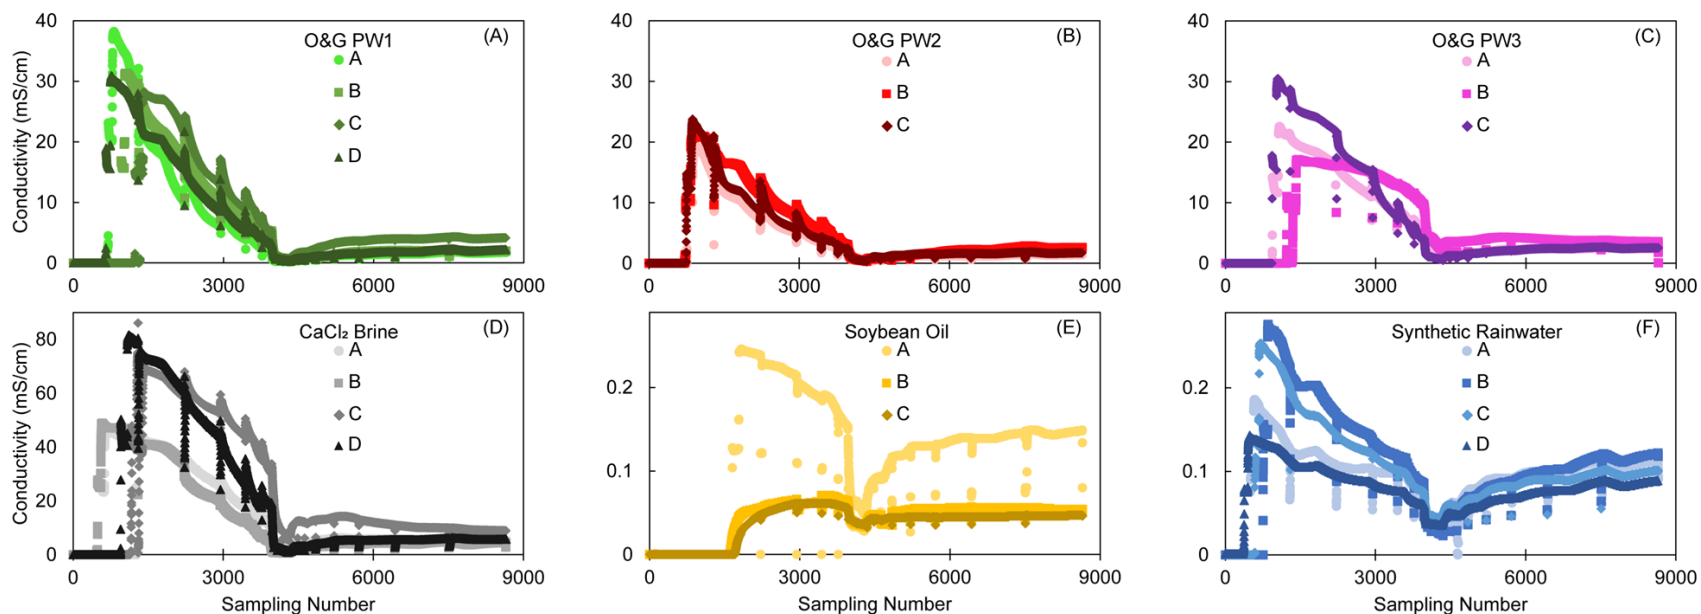 O&G PW1
(A)
A
B
C
D
40
30
20
10
0
0
3000
6000
9000
Conductivity (mS/cm)
O&G PW2
(B)
A
B
C
40
30
20
10
0
0
3000
6000
9000
O&G PW3
(C)
A
B
C
40
30
20
10
0
0
3000
6000
9000
CaCl₂ Brine
(D)
A
B
C
D
80
60
40
20
0
0
3000
6000
9000
Conductivity (mS/cm)
Sampling Number
Soybean Oil
(E)
A
B
C
0.2
0.1
0
0
3000
6000
9000
Sampling Number
Synthetic Rainwater
(F)
A
B
C
D
0.2
0.1
0
0
3000
6000
9000
Sampling Number